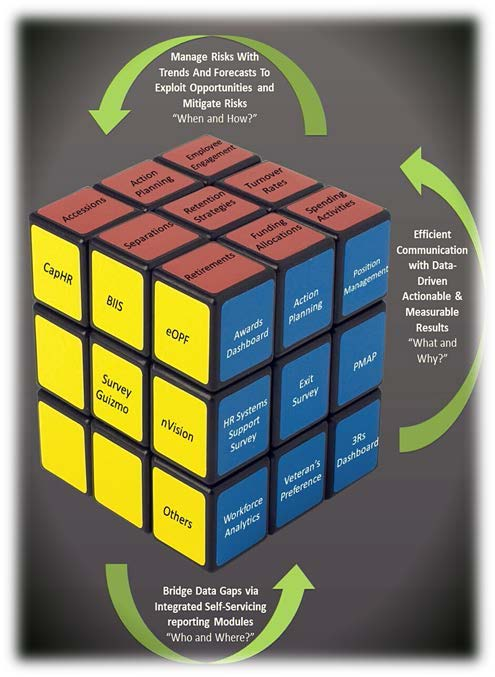 Manage Risks With
Trends And Forecasts To
Exploit Opportunities and
Mitigate Risks
“When and How?”
Employee
Engagement
Action
Planning
Turnover
Rates
Accessions
Retention
Strategies
Spending
Activities
Separations
Funding
Allocations
Retirements
CapHR
BIIS
eOPF
Survey
Guizmo
nVision
Others
Awards
Dashboard
Action
Planning
Position
Management
HR Systems
Support
Survey
Exit
Survey
PMAP
Workforce
Analytics
Veteran's
Preference
3Rs
Dashboard
Efficient
Communication
with Data-
Driven
Actionable &
Measurable
Results
“What and
Why?”
Bridge Data Gaps via
Integrated Self-Servicing
reporting Modules
“Who and Where?”